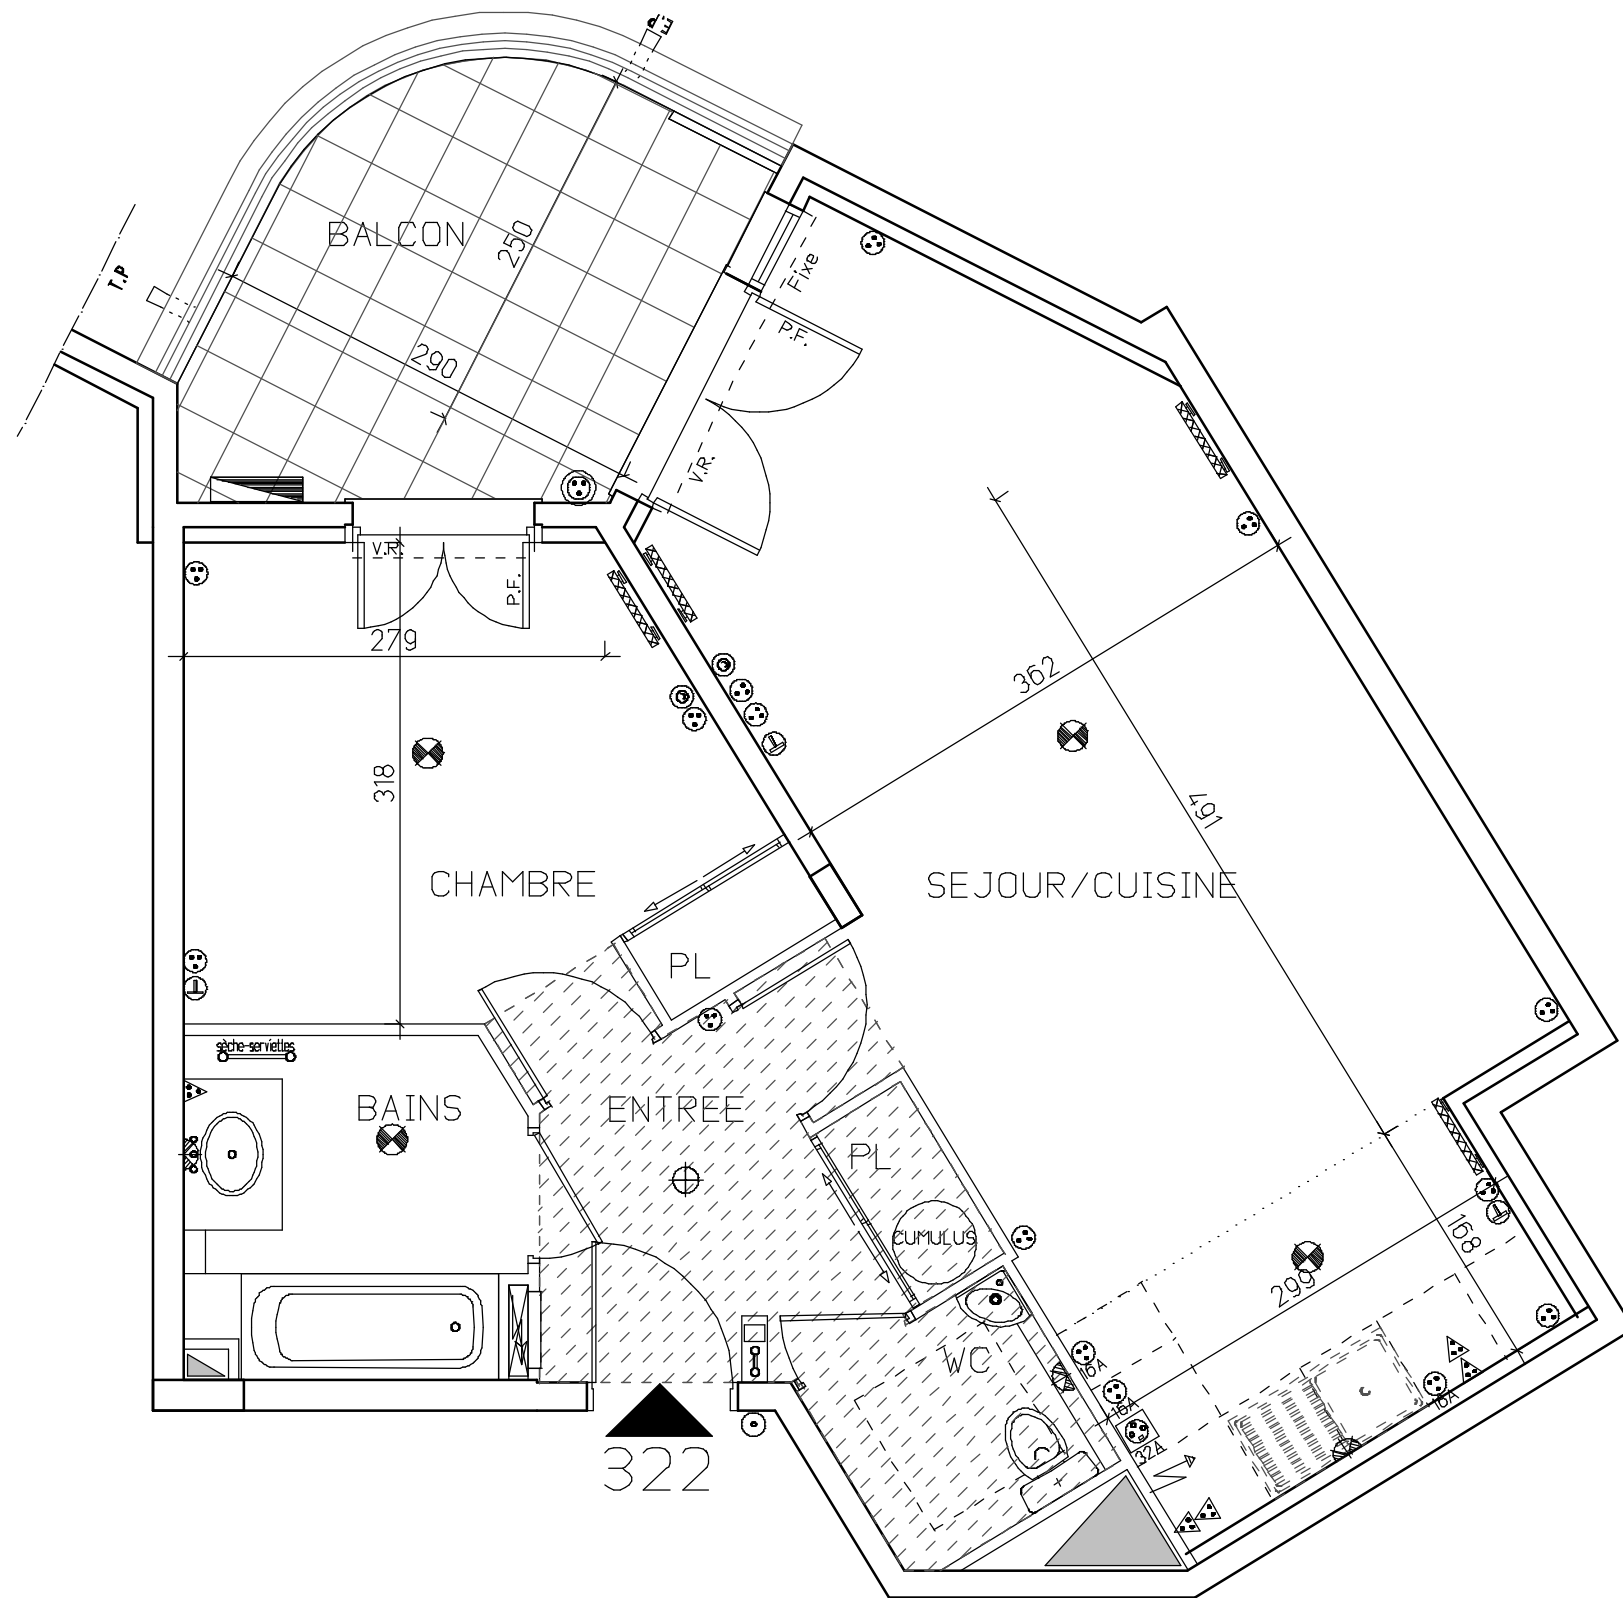 E.P
T.P
BALCON
250
290
Fixe
P.F.
V.R.
V.R.
P.F.
279
318
362
491
CHAMBRE
SEJOUR/CUISINE
PL
sèche-serviettes
BAINS
ENTREE
PL
CUMULUS
168
299
WC
16A
16A
16A
32A
322